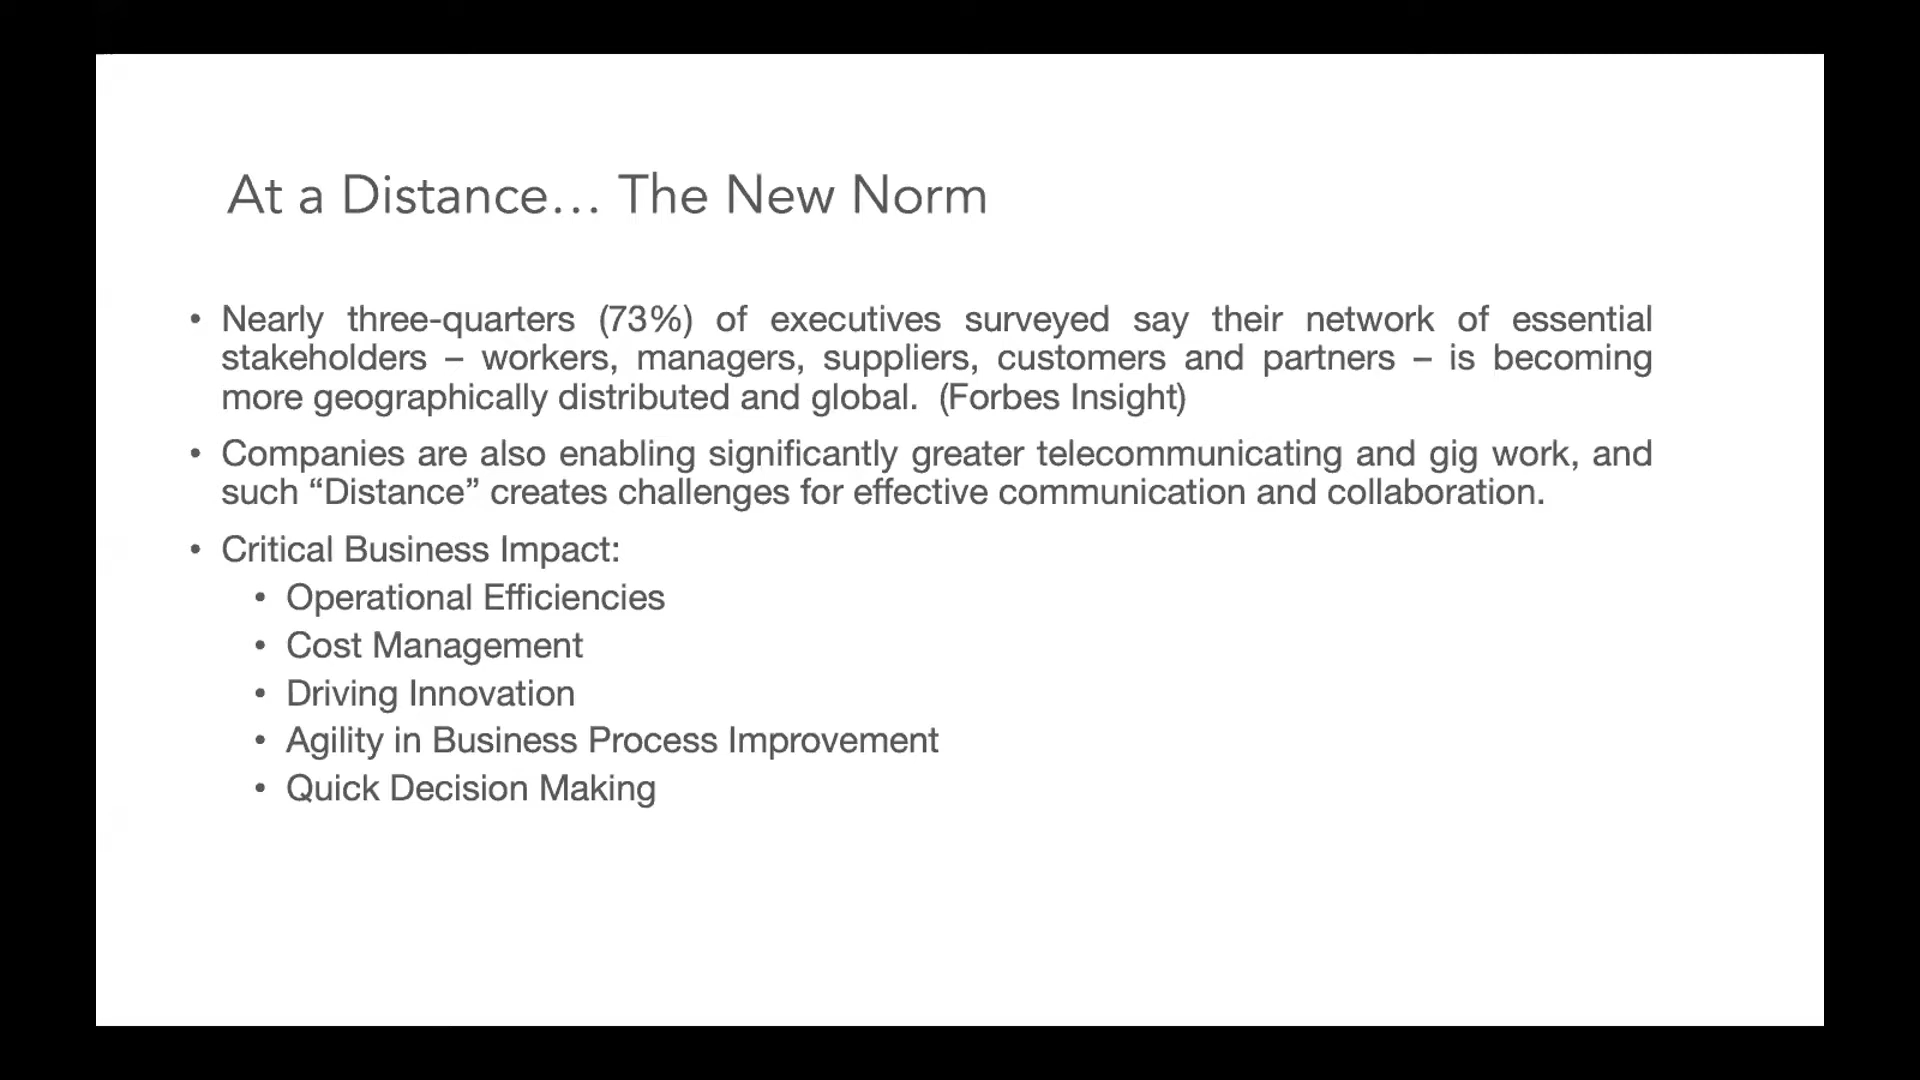 At a Distance… The New Norm
• Nearly three-quarters (73%) of executives surveyed say their network of essential
stakeholders – workers, managers, suppliers, customers and partners – is becoming
more geographically distributed and global.  (Forbes Insight)
• Companies are also enabling significantly greater telecommunicating and gig work, and
such “Distance” creates challenges for effective communication and collaboration.
• Critical Business Impact:
• Operational Efficiencies
• Cost Management
• Driving Innovation
• Agility in Business Process Improvement
• Quick Decision Making